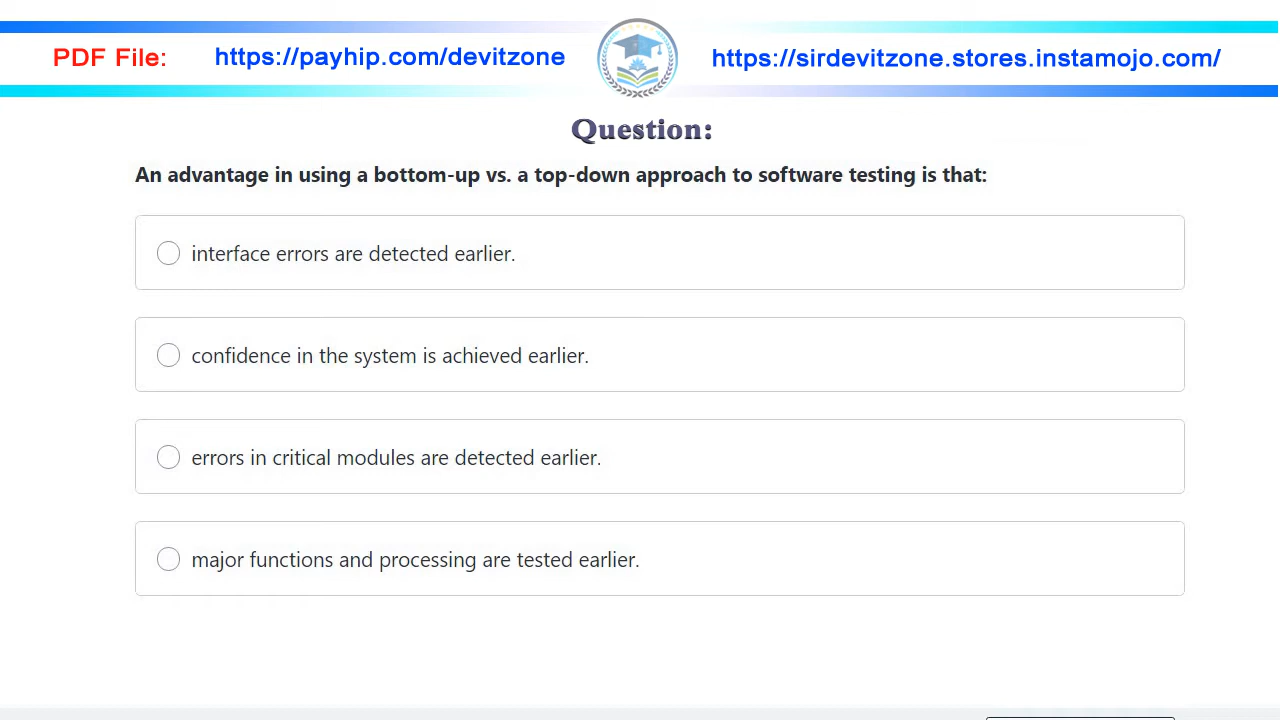 PDF File: https://payhip.com/devitzone https://sirdevitzone.stores.instamojo.com/
Question:
An advantage in using a bottom-up vs. a top-down approach to software testing is that:
interface errors are detected earlier.
confidence in the system is achieved earlier.
errors in critical modules are detected earlier.
major functions and processing are tested earlier.